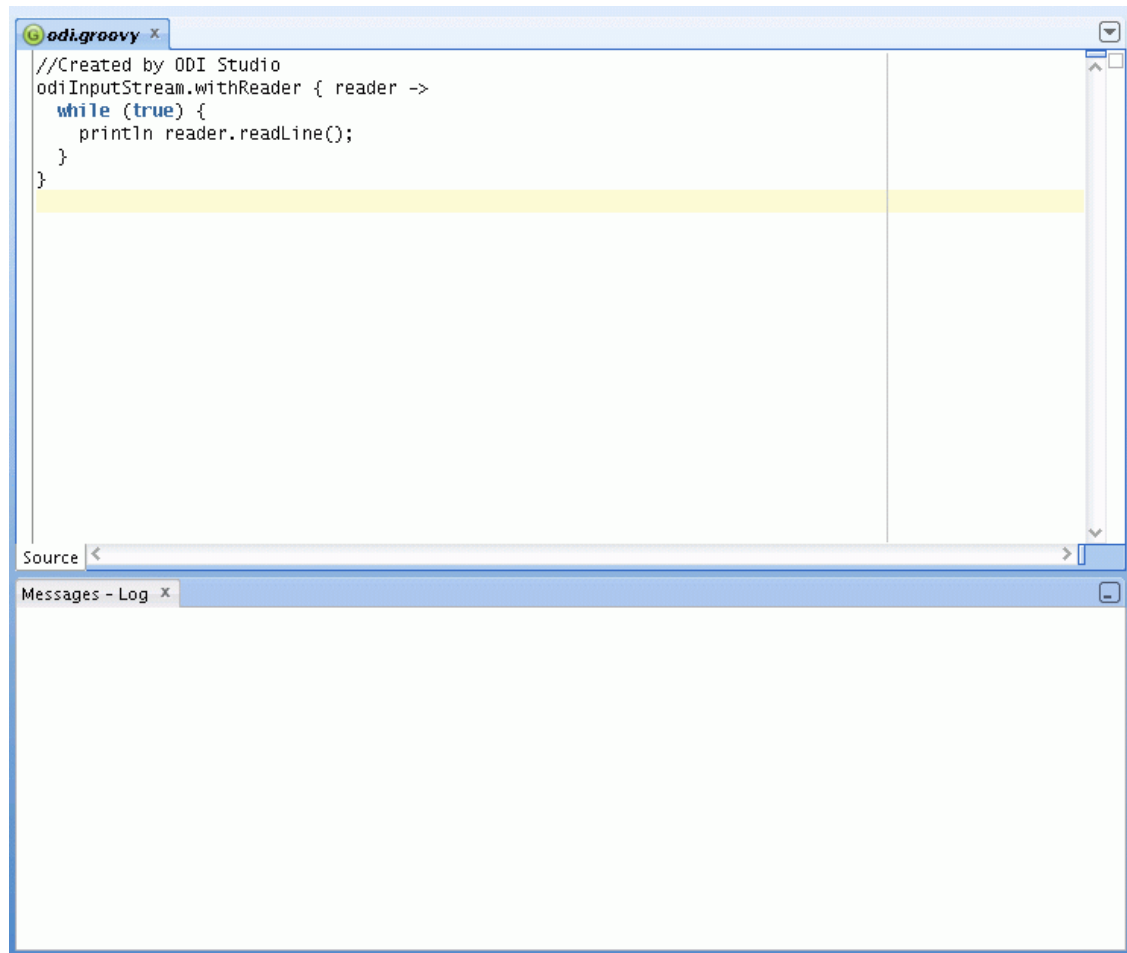 odi.groovy
//Created by ODI Studio
odiInputStream.withReader { reader ->
  while (true) {
    println reader.readLine();
  }
}
Source
Messages - Log